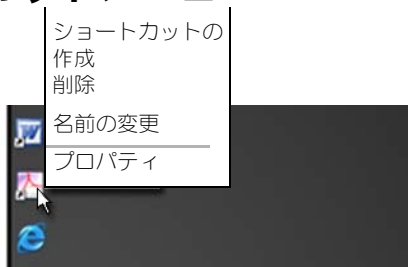 ショートカットの
作成
削除
名前の変更
プロパティ